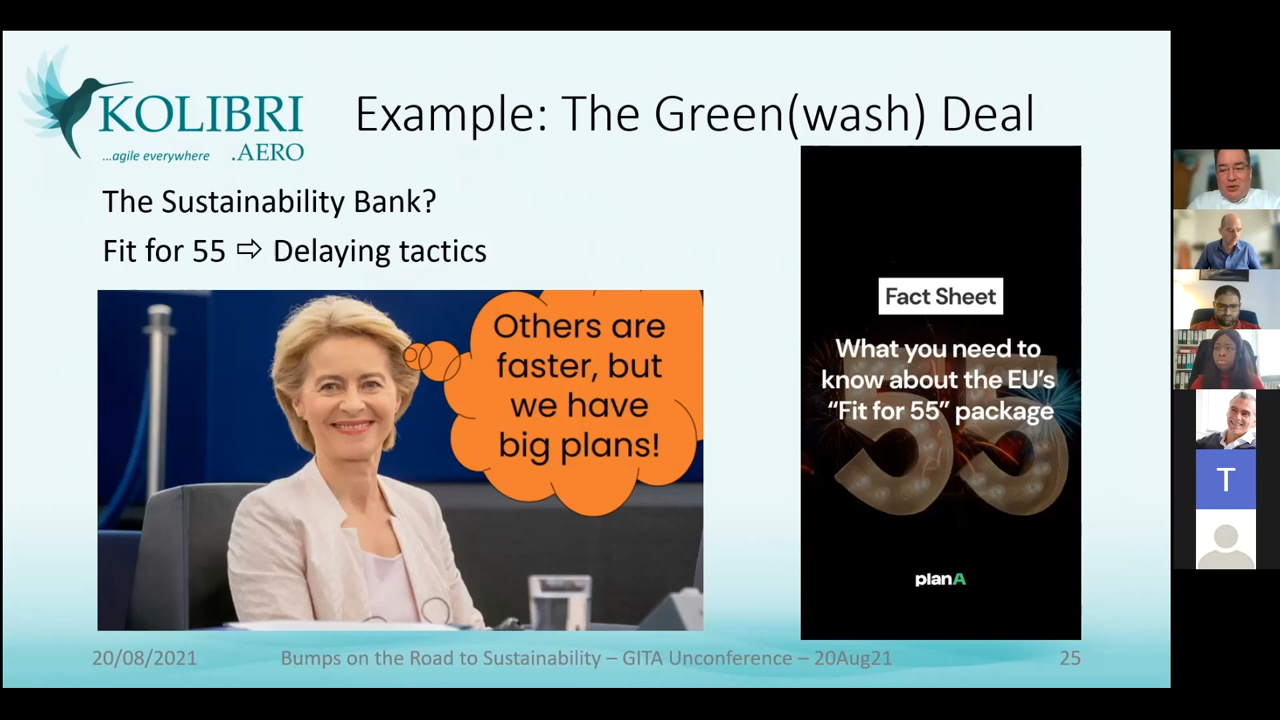 KOLIBRI
...agile everywhere .AERO
Example: The Green(wash) Deal
The Sustainability Bank?
Fit for 55 ⇨ Delaying tactics
Others are
faster, but
we have
big plans!
Fact Sheet
What you need to
know about the EU's
"Fit for 55" package
55
planA
20/08/2021
Bumps on the Road to Sustainability – GITA Unconference – 20Aug21
25
T